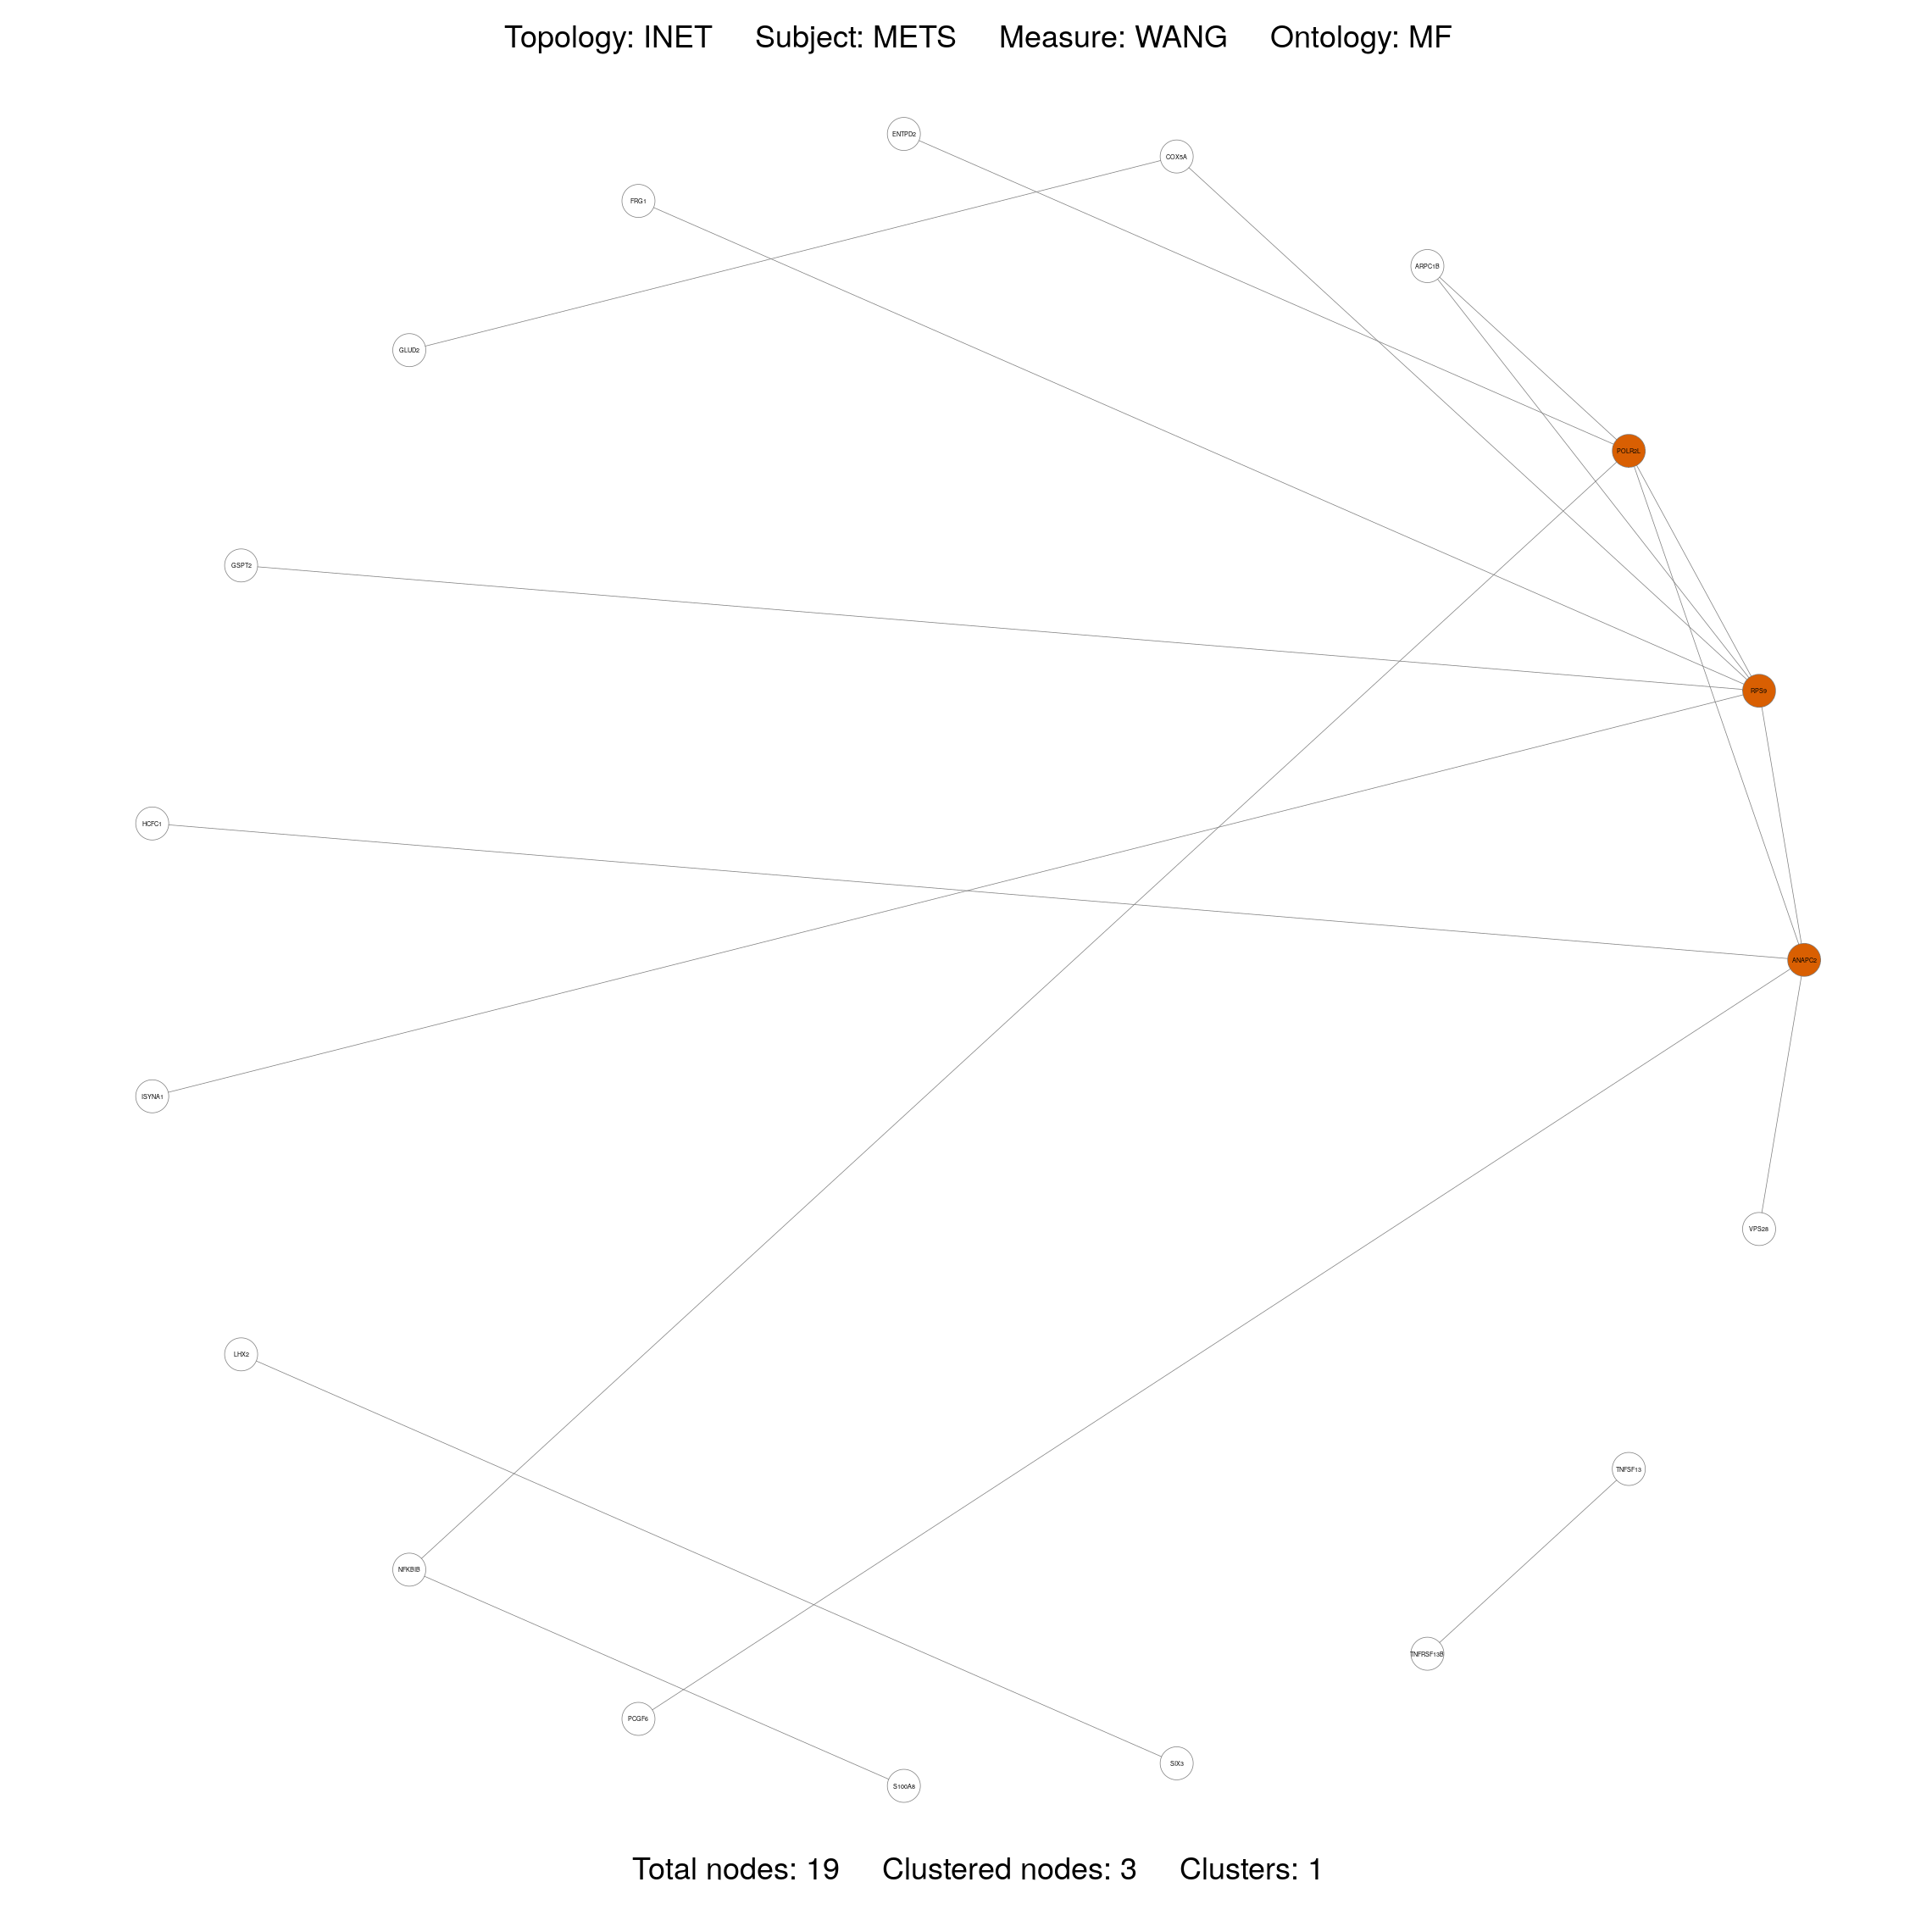 Topology: INET Subject: METS Measure: WANG Ontology: MF
ENTPD2
COX5A
FRG1
ARPC1B
GLUD2
POLR2L
GSPT2
RPS9
HCFC1
ANAPC2
ISYNA1
VPS28
LHX2
TNFSF13
NFKBIB
TNFRSF13B
PCGF6
SIX3
S100A8
Total nodes: 19 Clustered nodes: 3 Clusters: 1